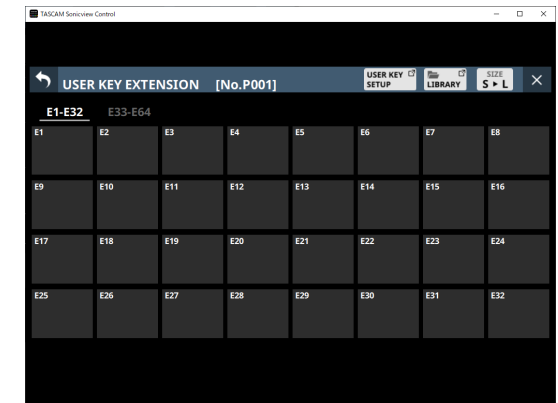 TASCAM Sonicview Control
USER KEY EXTENSION [No.P001]
USER KEY SETUP
LIBRARY
SIZE
S ▸ L
E1-E32 E33-E64
E1 E2 E3 E4 E5 E6 E7 E8
E9 E10 E11 E12 E13 E14 E15 E16
E17 E18 E19 E20 E21 E22 E23 E24
E25 E26 E27 E28 E29 E30 E31 E32